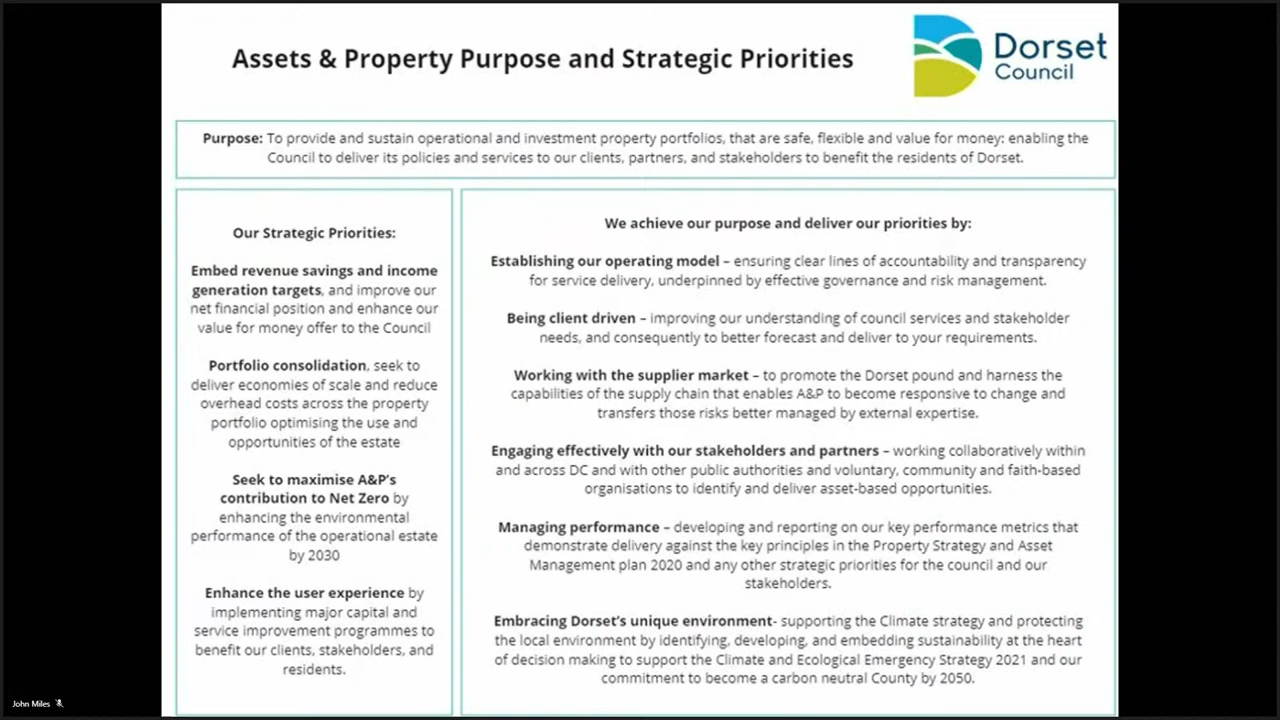 Assets & Property Purpose and Strategic Priorities
Dorset
Council
Purpose: To provide and sustain operational and investment property portfolios, that are safe, flexible and value for money: enabling the
Council to deliver its policies and services to our clients, partners, and stakeholders to benefit the residents of Dorset.
Our Strategic Priorities:
Embed revenue savings and income
generation targets, and improve our
net financial position and enhance our
value for money offer to the Council
Portfolio consolidation, seek to
deliver economies of scale and reduce
overhead costs across the property
portfolio optimising the use and
opportunities of the estate
Seek to maximise A&P's
contribution to Net Zero by
enhancing the environmental
performance of the operational estate
by 2030
Enhance the user experience by
implementing major capital and
service improvement programmes to
benefit our clients, stakeholders, and
residents.
We achieve our purpose and deliver our priorities by:
Establishing our operating model – ensuring clear lines of accountability and transparency
for service delivery, underpinned by effective governance and risk management.
Being client driven – improving our understanding of council services and stakeholder
needs, and consequently to better forecast and deliver to your requirements.
Working with the supplier market – to promote the Dorset pound and harness the
capabilities of the supply chain that enables A&P to become responsive to change and
transfers those risks better managed by external expertise.
Engaging effectively with our stakeholders and partners – working collaboratively within
and across DC and with other public authorities and voluntary, community and faith-based
organisations to identify and deliver asset-based opportunities.
Managing performance – developing and reporting on our key performance metrics that
demonstrate delivery against the key principles in the Property Strategy and Asset
Management plan 2020 and any other strategic priorities for the council and our
stakeholders.
Embracing Dorset's unique environment- supporting the Climate strategy and protecting
the local environment by identifying, developing, and embedding sustainability at the heart
of decision making to support the Climate and Ecological Emergency Strategy 2021 and our
commitment to become a carbon neutral County by 2050.
John Miles